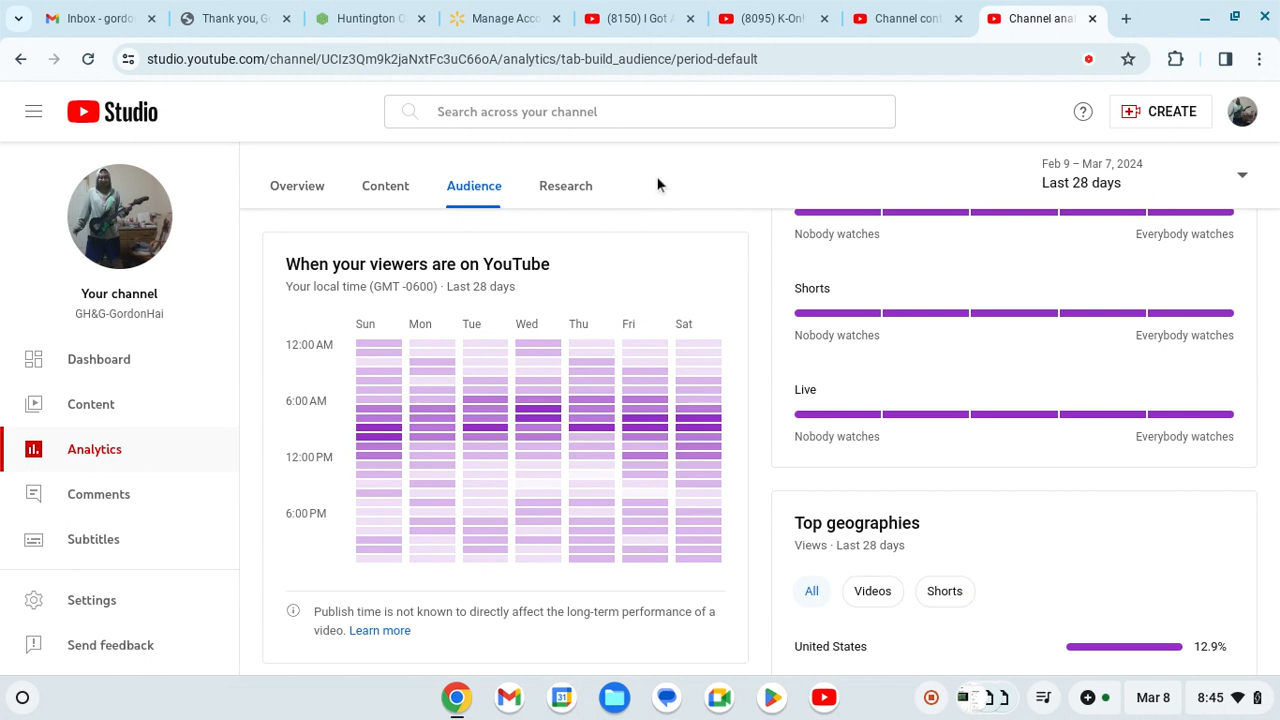 Inbox - gordo
Thank you, G
Huntington C
Manage Acco
(8150) I Got A
(8095) K-On!
Channel cont
Channel anal
studio.youtube.com/channel/UCIz3Qm9k2jaNxtFc3uC66oA/analytics/tab-build_audience/period-default
Studio
Search across your channel
CREATE
Your channel
GH&G-GordonHai
Dashboard
Content
Analytics
Comments
Subtitles
Settings
Send feedback
Overview
Content
Audience
Research
Feb 9 – Mar 7, 2024
Last 28 days
When your viewers are on YouTube
Your local time (GMT -0600) · Last 28 days
Sun Mon Tue Wed Thu Fri Sat
12:00 AM
6:00 AM
12:00 PM
6:00 PM
Publish time is not known to directly affect the long-term performance of a
video. Learn more
Nobody watches Everybody watches
Shorts
Nobody watches Everybody watches
Live
Nobody watches Everybody watches
Top geographies
Views · Last 28 days
All Videos Shorts
United States 12.9%
31
Mar 8
8:45